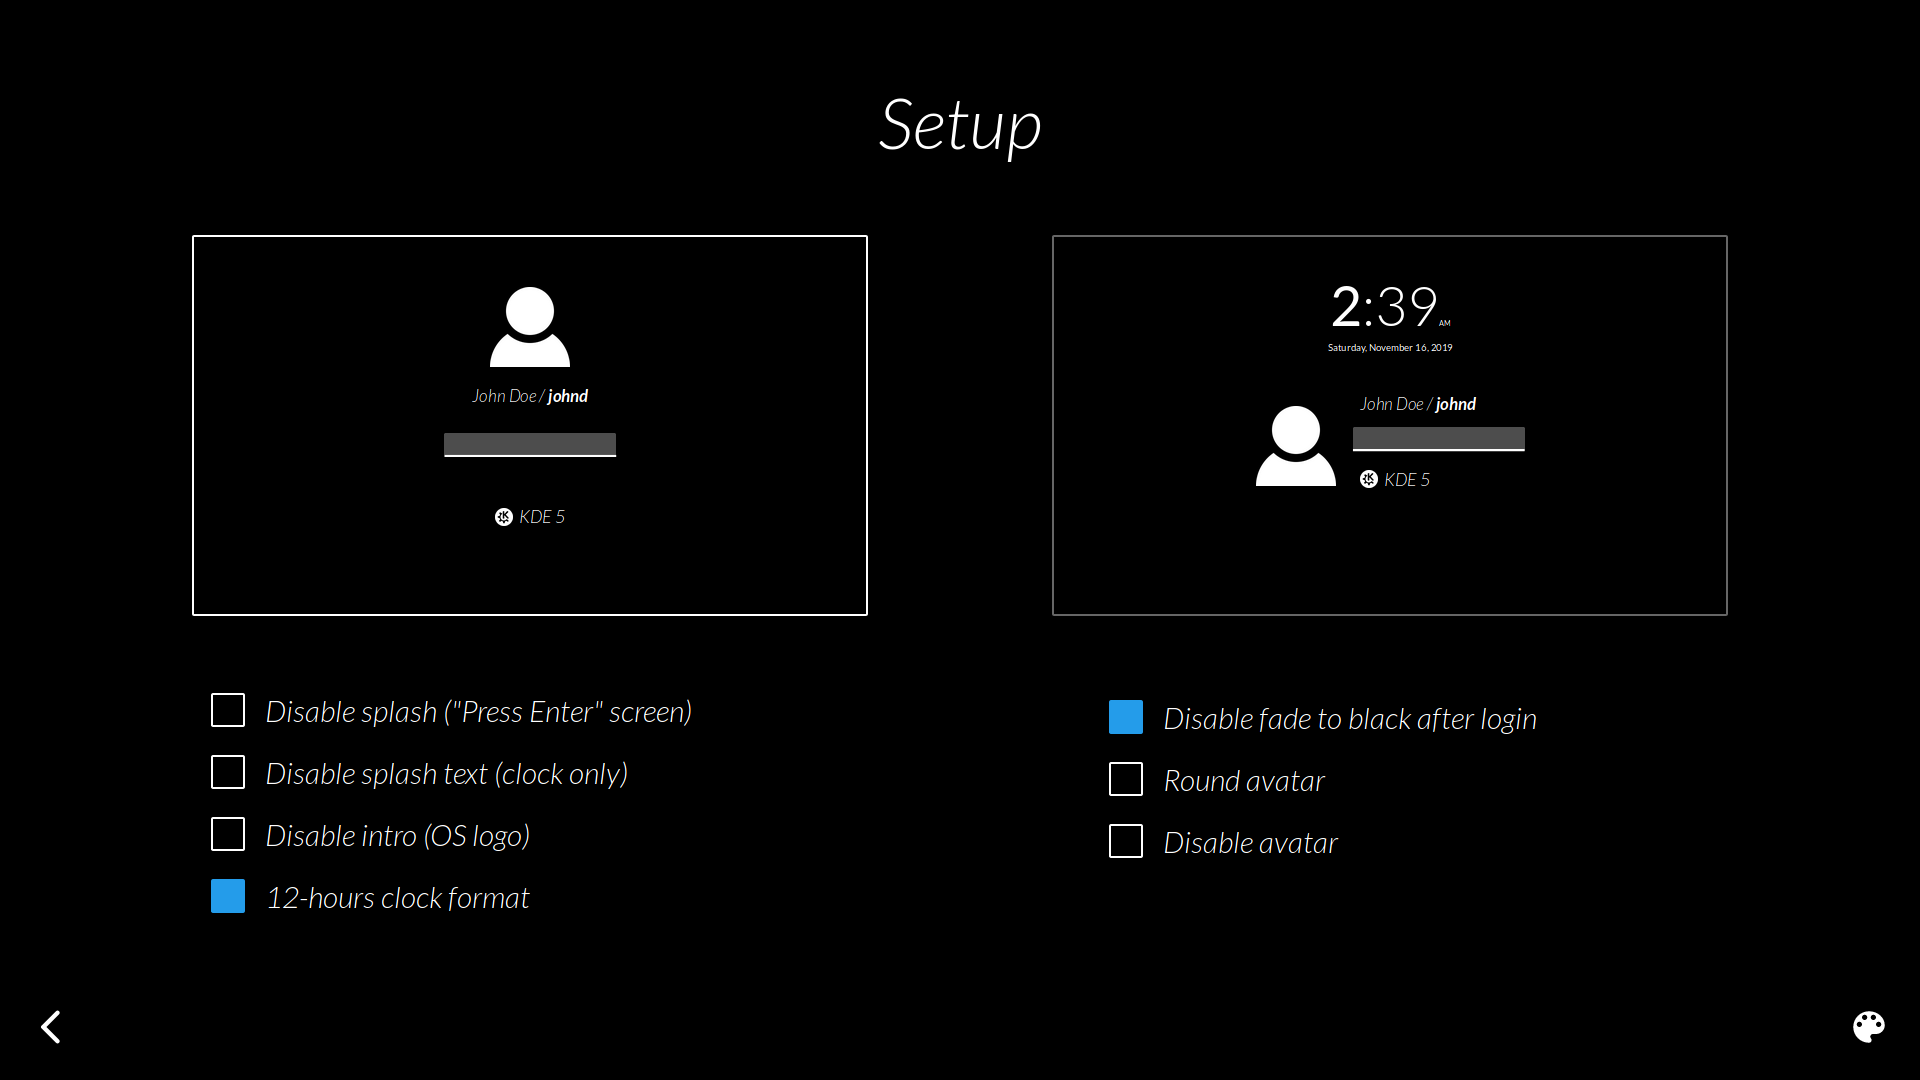 Setup
John Doe / johnd
KDE 5
2:39 AM
Saturday, November 16, 2019
John Doe / johnd
KDE 5
Disable splash ("Press Enter" screen)
Disable splash text (clock only)
Disable intro (OS logo)
12-hours clock format
Disable fade to black after login
Round avatar
Disable avatar